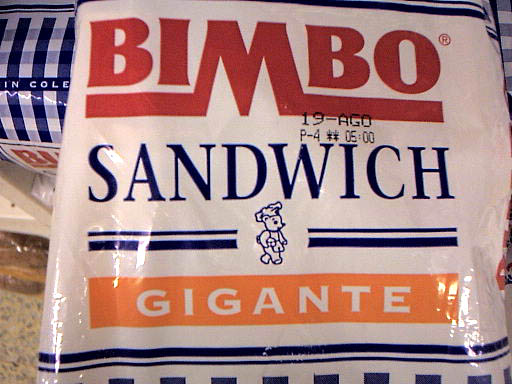 BIMBO®
19-AGO
P-4 ** 05:00
SANDWICH
GIGANTE
IN COLE